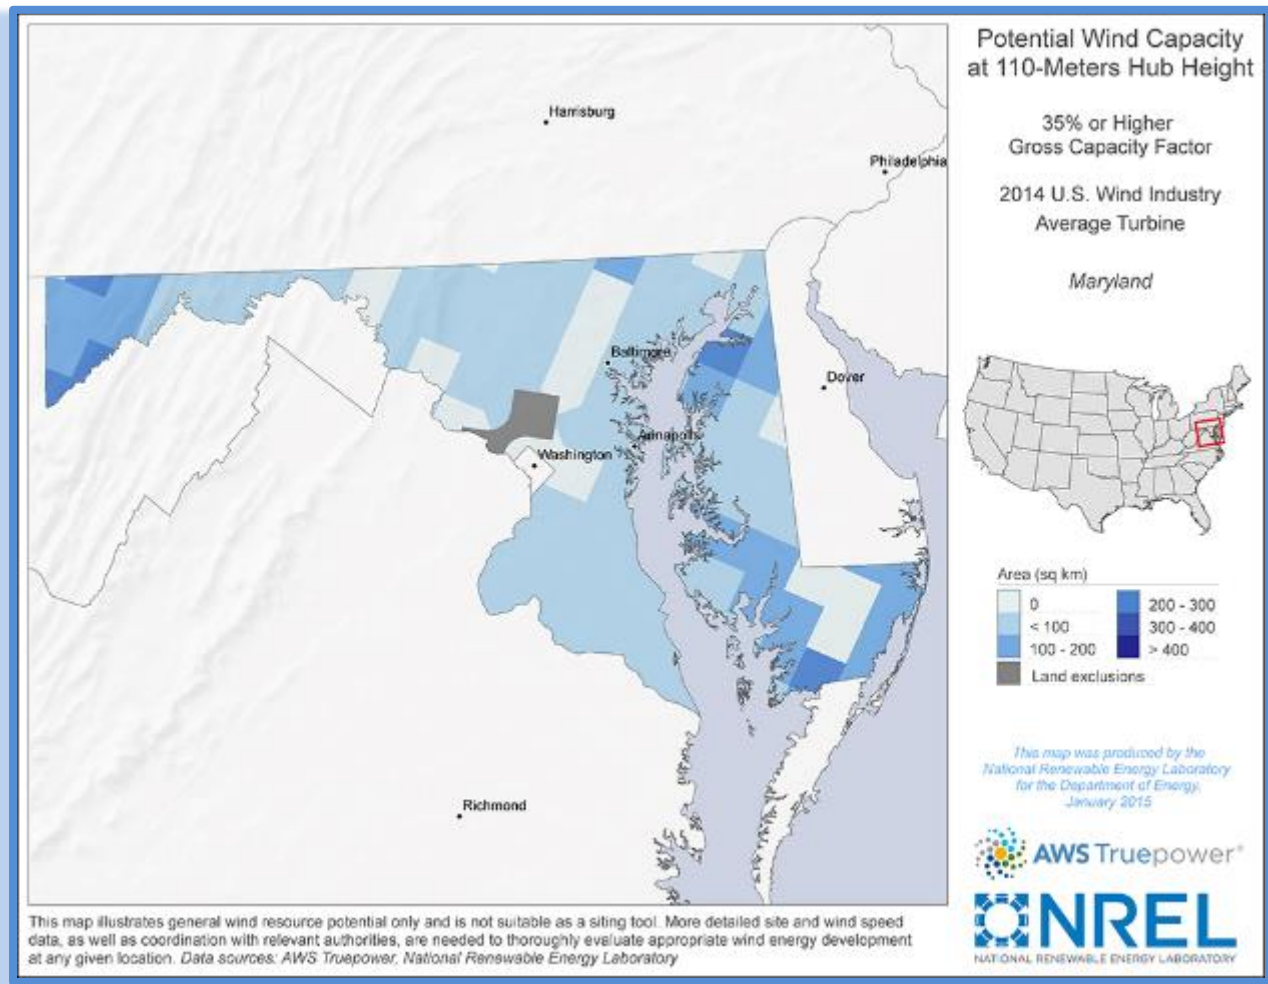 Potential Wind Capacity
at 110-Meters Hub Height
35% or Higher
Gross Capacity Factor
2014 U.S. Wind Industry
Average Turbine
Maryland
Harrisburg
Philadelphia
Baltimore
Dover
Annapolis
Washington
Richmond
Area (sq km)
0
< 100
100 - 200
200 - 300
300 - 400
> 400
Land exclusions
This map was produced by the
National Renewable Energy Laboratory
for the Department of Energy.
January 2015
AWS Truepower®
NREL
NATIONAL RENEWABLE ENERGY LABORATORY
This map illustrates general wind resource potential only and is not suitable as a siting tool. More detailed site and wind speed
data, as well as coordination with relevant authorities, are needed to thoroughly evaluate appropriate wind energy development
at any given location. Data sources: AWS Truepower, National Renewable Energy Laboratory